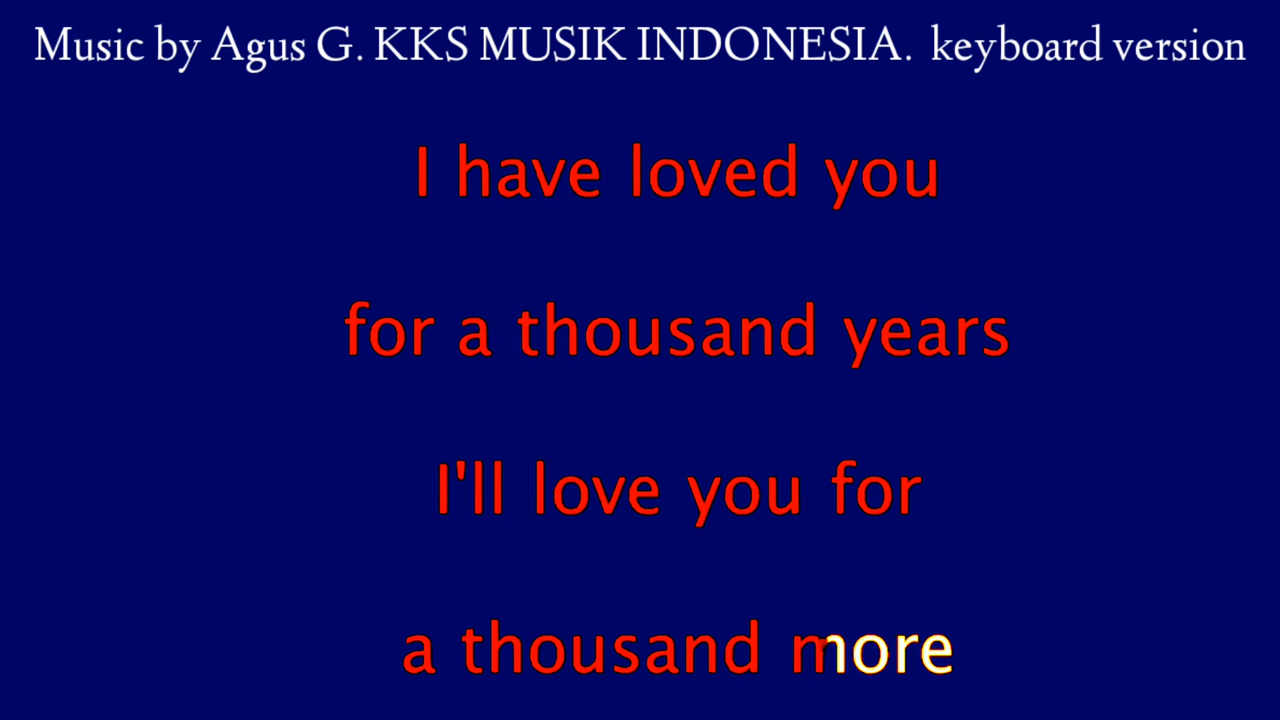 Music by Agus G. KKS MUSIK INDONESIA. keyboard version
I have loved you
for a thousand years
I'll love you for
a thousand more